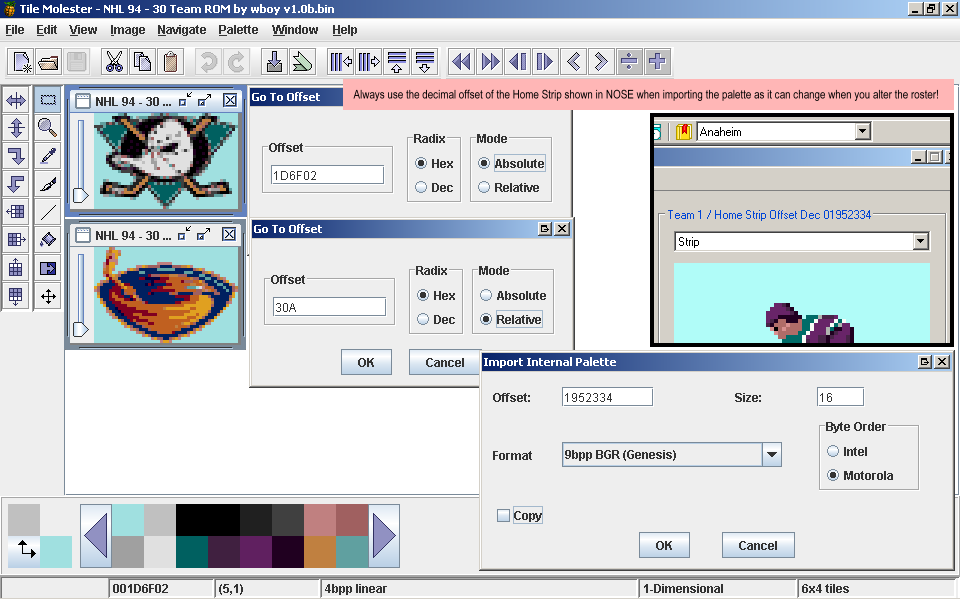 Tile Molester - NHL 94 - 30 Team ROM by wboy v1.0b.bin
File Edit View Image Navigate Palette Window Help
Always use the decimal offset of the Home Strip shown in NOSE when importing the palette as it can change when you alter the roster!
NHL 94 - 30 ...
Go To Offset
Offset
1D6F02
Radix
Hex
Dec
Mode
Absolute
Relative
Anaheim
Team 1 / Home Strip Offset Dec 01952334
Strip
NHL 94 - 30 ...
Go To Offset
Offset
30A
Radix
Hex
Dec
Mode
Absolute
Relative
OK Cancel
Import Internal Palette
Offset: 1952334 Size: 16
Format 9bpp BGR (Genesis)
Byte Order
Intel
Motorola
Copy
OK Cancel
001D6F02 (5,1) 4bpp linear 1-Dimensional 6x4 tiles